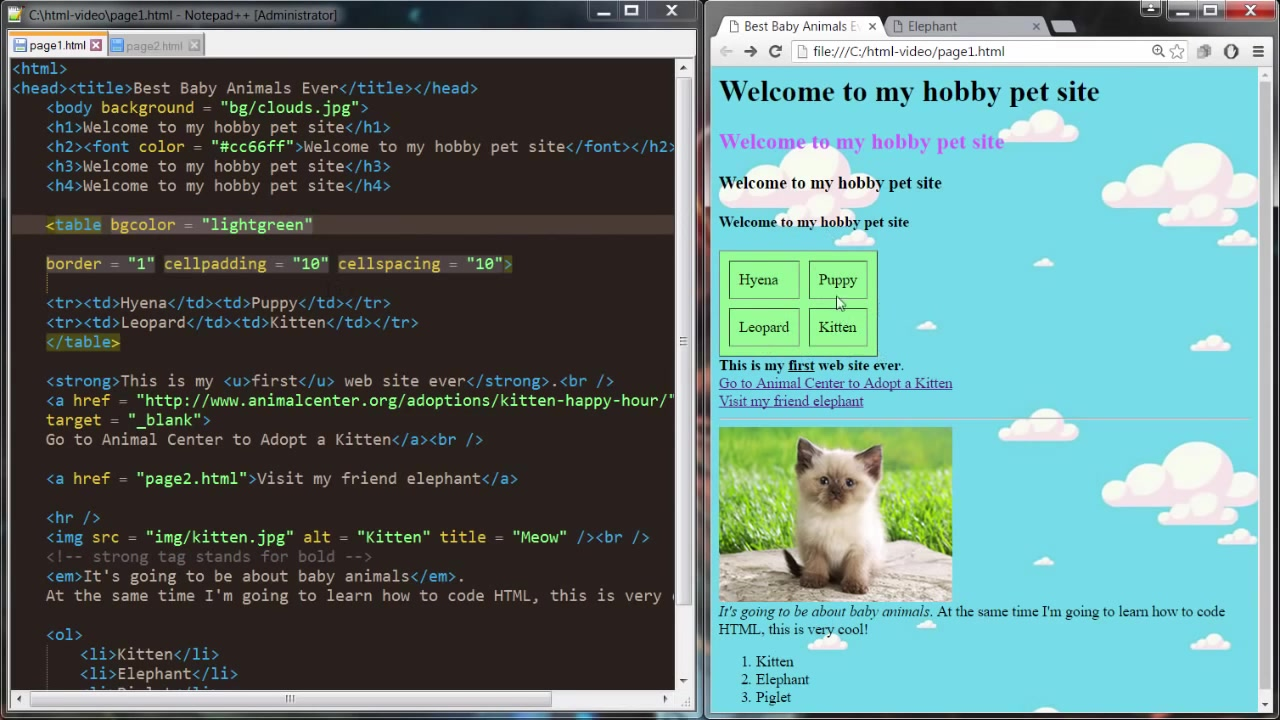 C:\html-video\page1.html - Notepad++ [Administrator]
page1.html
page2.html
<html>
<head><title>Best Baby Animals Ever</title></head>
<body background = "bg/clouds.jpg">
<h1>Welcome to my hobby pet site</h1>
<h2><font color = "#cc66ff">Welcome to my hobby pet site</font></h2>
<h3>Welcome to my hobby pet site</h3>
<h4>Welcome to my hobby pet site</h4>
<table bgcolor = "lightgreen"
border = "1" cellpadding = "10" cellspacing = "10">
<tr><td>Hyena</td><td>Puppy</td></tr>
<tr><td>Leopard</td><td>Kitten</td></tr>
</table>
<strong>This is my <u>first</u> web site ever</strong>.<br />
<a href = "http://www.animalcenter.org/adoptions/kitten-happy-hour/"
target = "_blank">
Go to Animal Center to Adopt a Kitten</a><br />
<a href = "page2.html">Visit my friend elephant</a>
<hr />
<img src = "img/kitten.jpg" alt = "Kitten" title = "Meow" /><br />
<!-- strong tag stands for bold -->
<em>It's going to be about baby animals</em>.
At the same time I'm going to learn how to code HTML, this is very
<ol>
<li>Kitten</li>
<li>Elephant</li>
Best Baby Animals Ev
Elephant
file:///C:/html-video/page1.html
Welcome to my hobby pet site
Welcome to my hobby pet site
Welcome to my hobby pet site
Welcome to my hobby pet site
Hyena Puppy
Leopard Kitten
This is my first web site ever.
Go to Animal Center to Adopt a Kitten
Visit my friend elephant
It's going to be about baby animals. At the same time I'm going to learn how to code
HTML, this is very cool!
1. Kitten
2. Elephant
3. Piglet